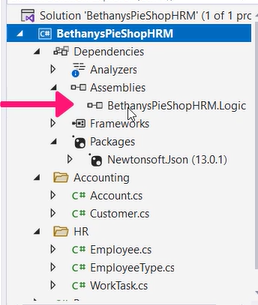 Solution 'BethanysPieShopHRM' (1 of 1 pr
BethanysPieShopHRM
Dependencies
Analyzers
Assemblies
BethanysPieShopHRM.Logic
Frameworks
Packages
Newtonsoft.Json (13.0.1)
Accounting
Account.cs
Customer.cs
HR
Employee.cs
EmployeeType.cs
WorkTask.cs